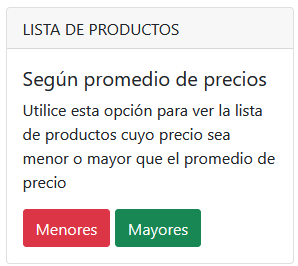 LISTA DE PRODUCTOS
Según promedio de precios
Utilice esta opción para ver la lista
de productos cuyo precio sea
menor o mayor que el promedio de
precio
Menores Mayores